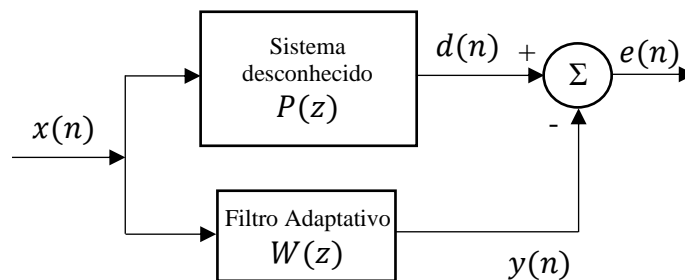 Sistema
desconhecido
P(z)
d(n)
+
Σ
e(n)
-
x(n)
Filtro Adaptativo
W(z)
y(n)